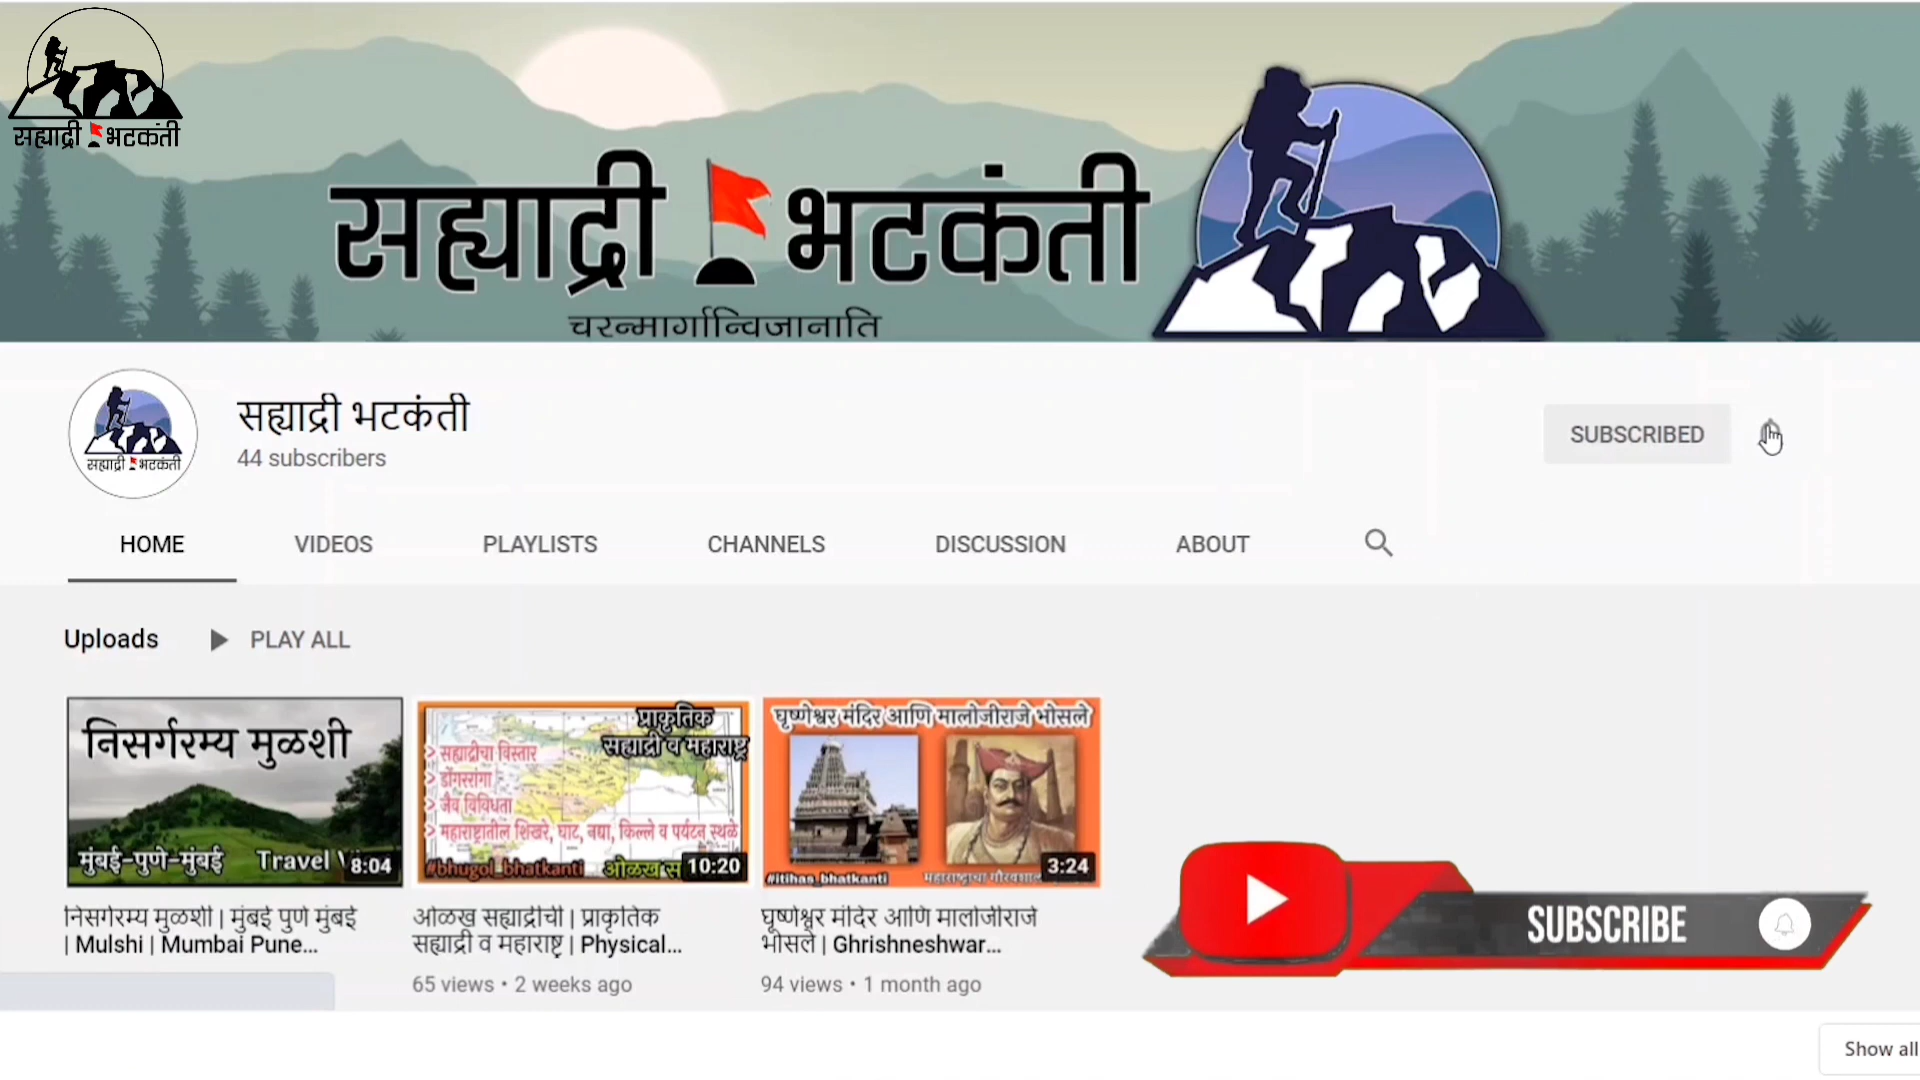 सह्याद्री भटकंती
सह्याद्री भटकंती
चरन्मार्गान्विजानाति
सह्याद्री भटकंती
44 subscribers
सह्याद्री भटकंती
SUBSCRIBED
HOME VIDEOS PLAYLISTS CHANNELS DISCUSSION ABOUT
Uploads PLAY ALL
निसर्गरम्य मुळशी
मुंबई-पुणे-मुंबई Travel
8:04
प्राकृतिक
सह्याद्री व महाराष्ट्र
> सह्याद्रीचा विस्तार
> डोंगररांगा
> जैव विविधता
> महाराष्ट्रातील शिखरे, घाट, नद्या, किल्ले व पर्यटन स्थळे
#bhugol_bhatkanti ओळख
10:20
घृष्णेश्वर मंदिर आणि मालोजीराजे भोसले
#itihas_bhatkanti महाराष्ट्राचा
3:24
निसर्गरम्य मुळशी | मुंबई पुणे मुंबई
| Mulshi | Mumbai Pune...
ओळख सह्याद्रीची | प्राकृतिक
सह्याद्री व महाराष्ट्र | Physical...
65 views • 2 weeks ago
घृष्णेश्वर मंदिर आणि मालोजीराजे
भोसले | Ghrishneshwar...
94 views • 1 month ago
SUBSCRIBE
Show all